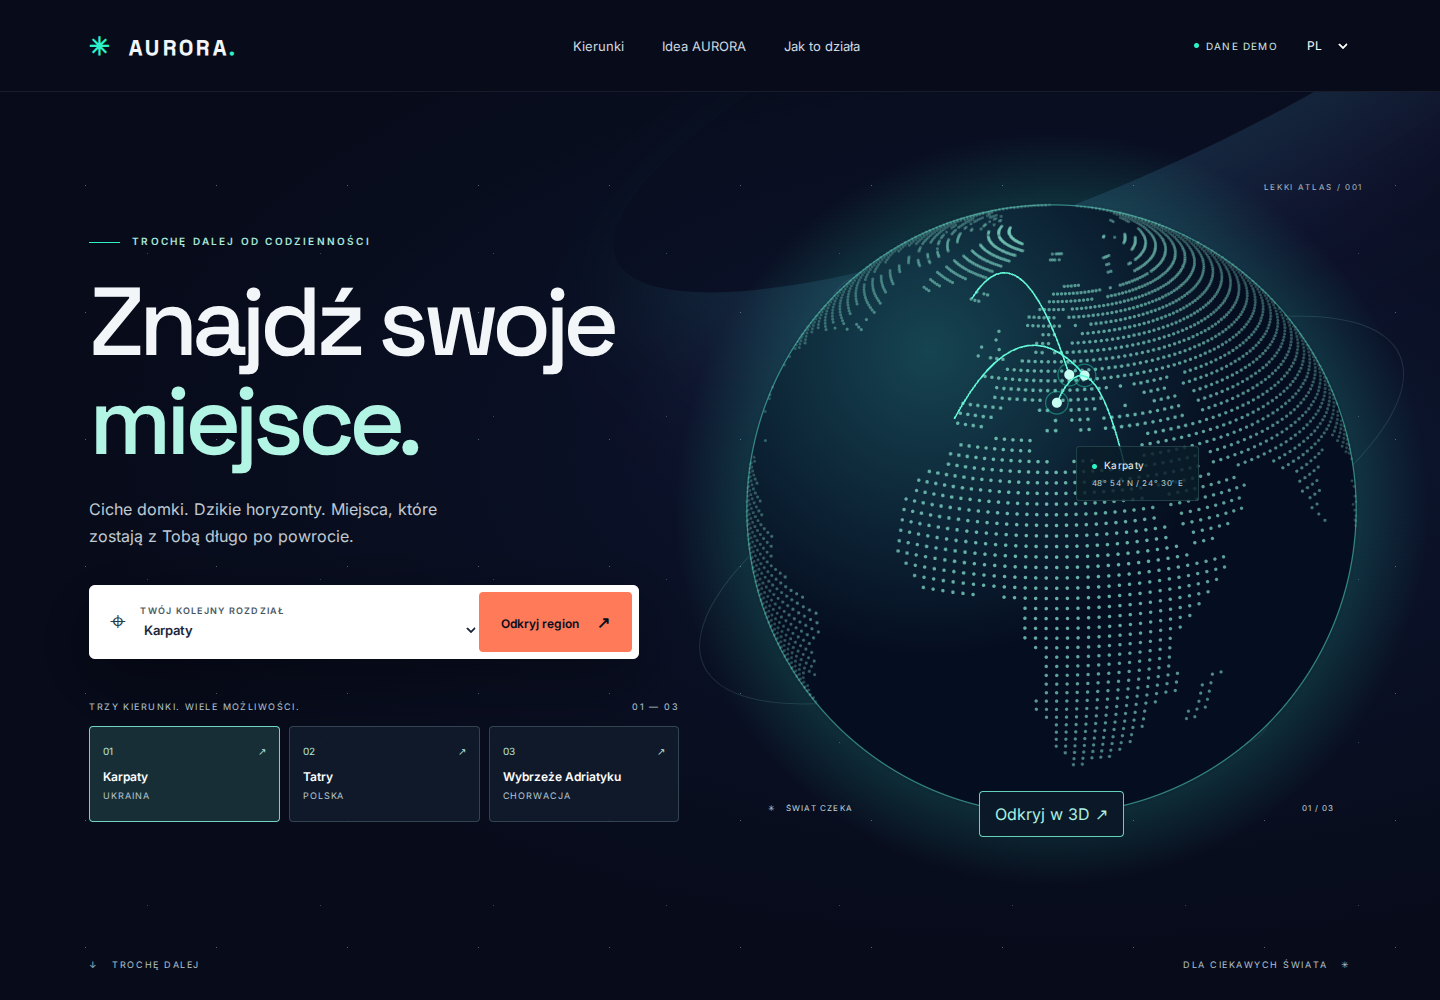 AURORA.
Kierunki
Idea AURORA
Jak to działa
DANE DEMO
PL
LEKKI ATLAS / 001
TROCHĘ DALEJ OD CODZIENNOŚCI
Znajdź swoje
miejsce.
Ciche domki. Dzikie horyzonty. Miejsca, które
zostają z Tobą długo po powrocie.
TWÓJ KOLEJNY ROZDZIAŁ
Karpaty
Odkryj region ↗
Karpaty
48° 54' N / 24° 30' E
TRZY KIERUNKI. WIELE MOŻLIWOŚCI.
01 — 03
01 ↗
Karpaty
UKRAINA
02 ↗
Tatry
POLSKA
03 ↗
Wybrzeże Adriatyku
CHORWACJA
ŚWIAT CZEKA
Odkryj w 3D ↗
01 / 03
↓ TROCHĘ DALEJ
DLA CIEKAWYCH ŚWIATA